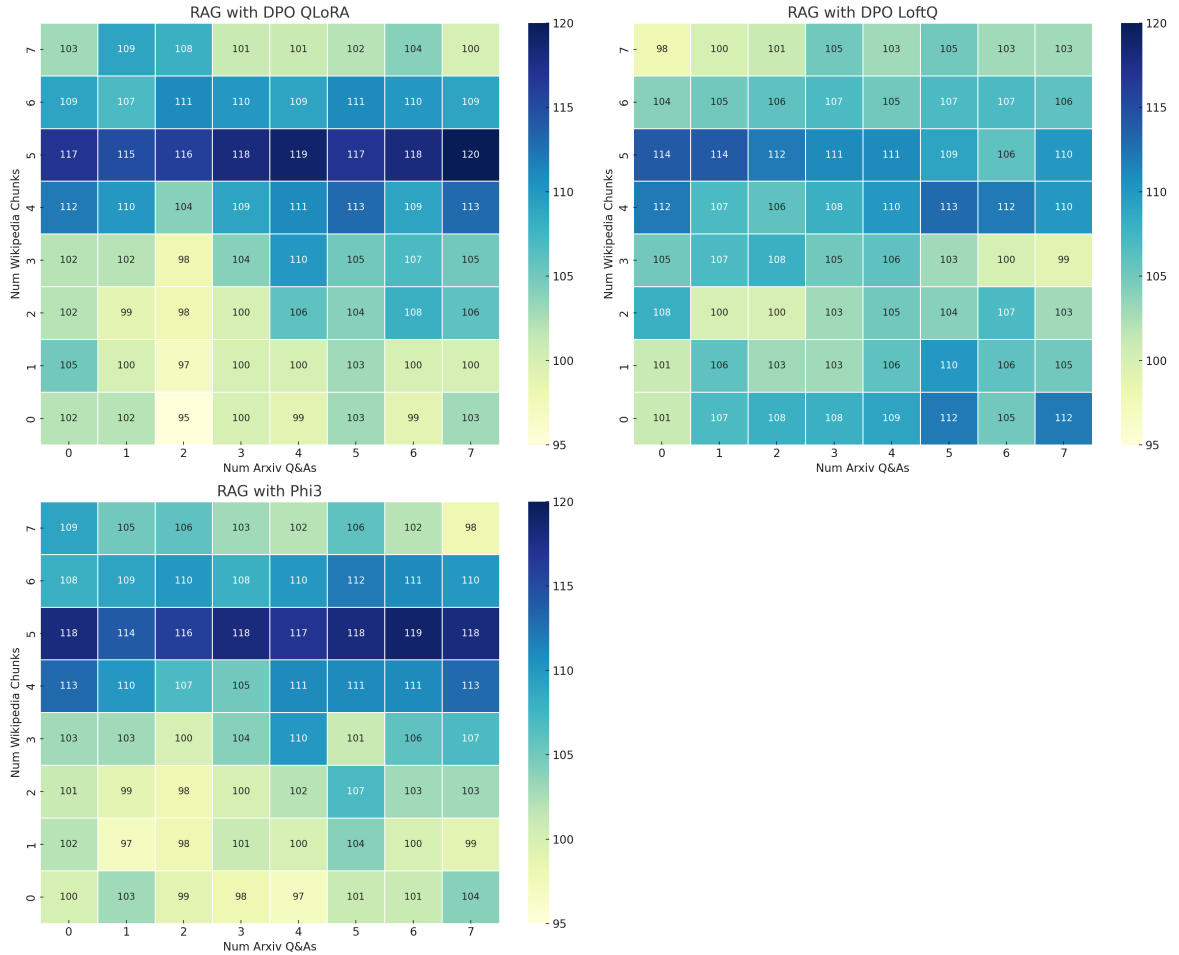 RAG with DPO QLoRA
Num Wikipedia Chunks
7 103 109 108 101 101 102 104 100
6 109 107 111 110 109 111 110 109
5 117 115 116 118 119 117 118 120
4 112 110 104 109 111 113 109 113
3 102 102 98 104 110 105 107 105
2 102 99 98 100 106 104 108 106
1 105 100 97 100 100 103 100 100
0 102 102 95 100 99 103 99 103
0 1 2 3 4 5 6 7
Num Arxiv Q&As
120
115
110
105
100
95
RAG with DPO LoftQ
Num Wikipedia Chunks
7 98 100 101 105 103 105 103 103
6 104 105 106 107 105 107 107 106
5 114 114 112 111 111 109 106 110
4 112 107 106 108 110 113 112 110
3 105 107 108 105 106 103 100 99
2 108 100 100 103 105 104 107 103
1 101 106 103 103 106 110 106 105
0 101 107 108 108 109 112 105 112
0 1 2 3 4 5 6 7
Num Arxiv Q&As
120
115
110
105
100
95
RAG with Phi3
Num Wikipedia Chunks
7 109 105 106 103 102 106 102 98
6 108 109 110 108 110 112 111 110
5 118 114 116 118 117 118 119 118
4 113 110 107 105 111 111 111 113
3 103 103 100 104 110 101 106 107
2 101 99 98 100 102 107 103 103
1 102 97 98 101 100 104 100 99
0 100 103 99 98 97 101 101 104
0 1 2 3 4 5 6 7
Num Arxiv Q&As
120
115
110
105
100
95